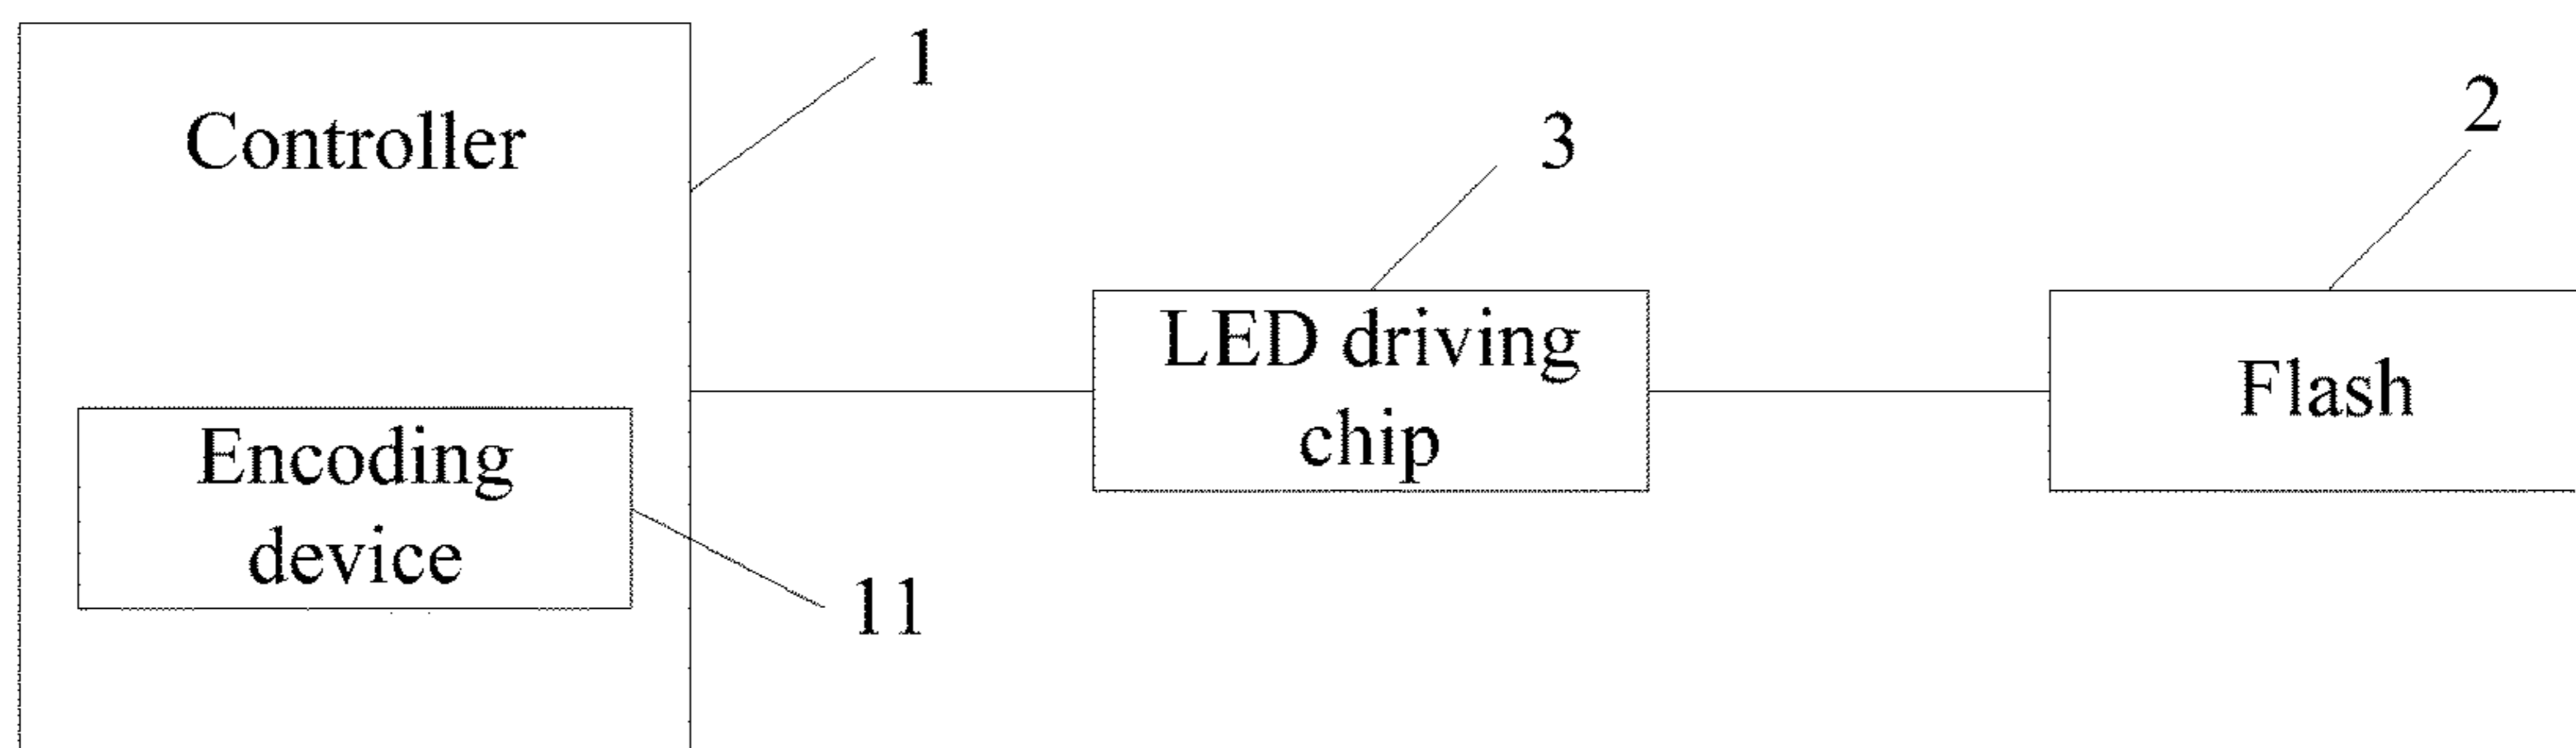 Controller
1
Encoding
device
11
LED driving
chip
3
Flash
2